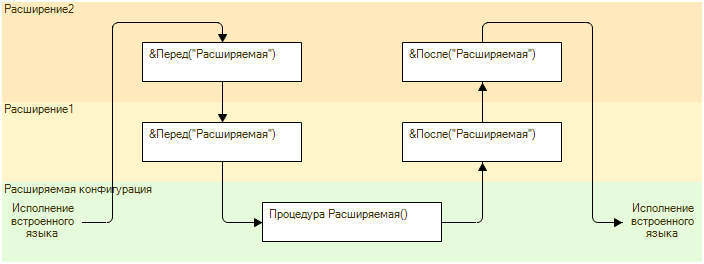 Расширение2
&Перед("Расширяемая")
&После("Расширяемая")
Расширение1
&Перед("Расширяемая")
&После("Расширяемая")
Расширяемая конфигурация
Исполнение
встроенного
языка
Процедура Расширяемая()
Исполнение
встроенного
языка